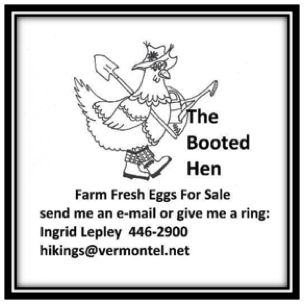 The
Booted
Hen
Farm Fresh Eggs For Sale
send me an e-mail or give me a ring:
Ingrid Lepley 446-2900
hikings@vermontel.net